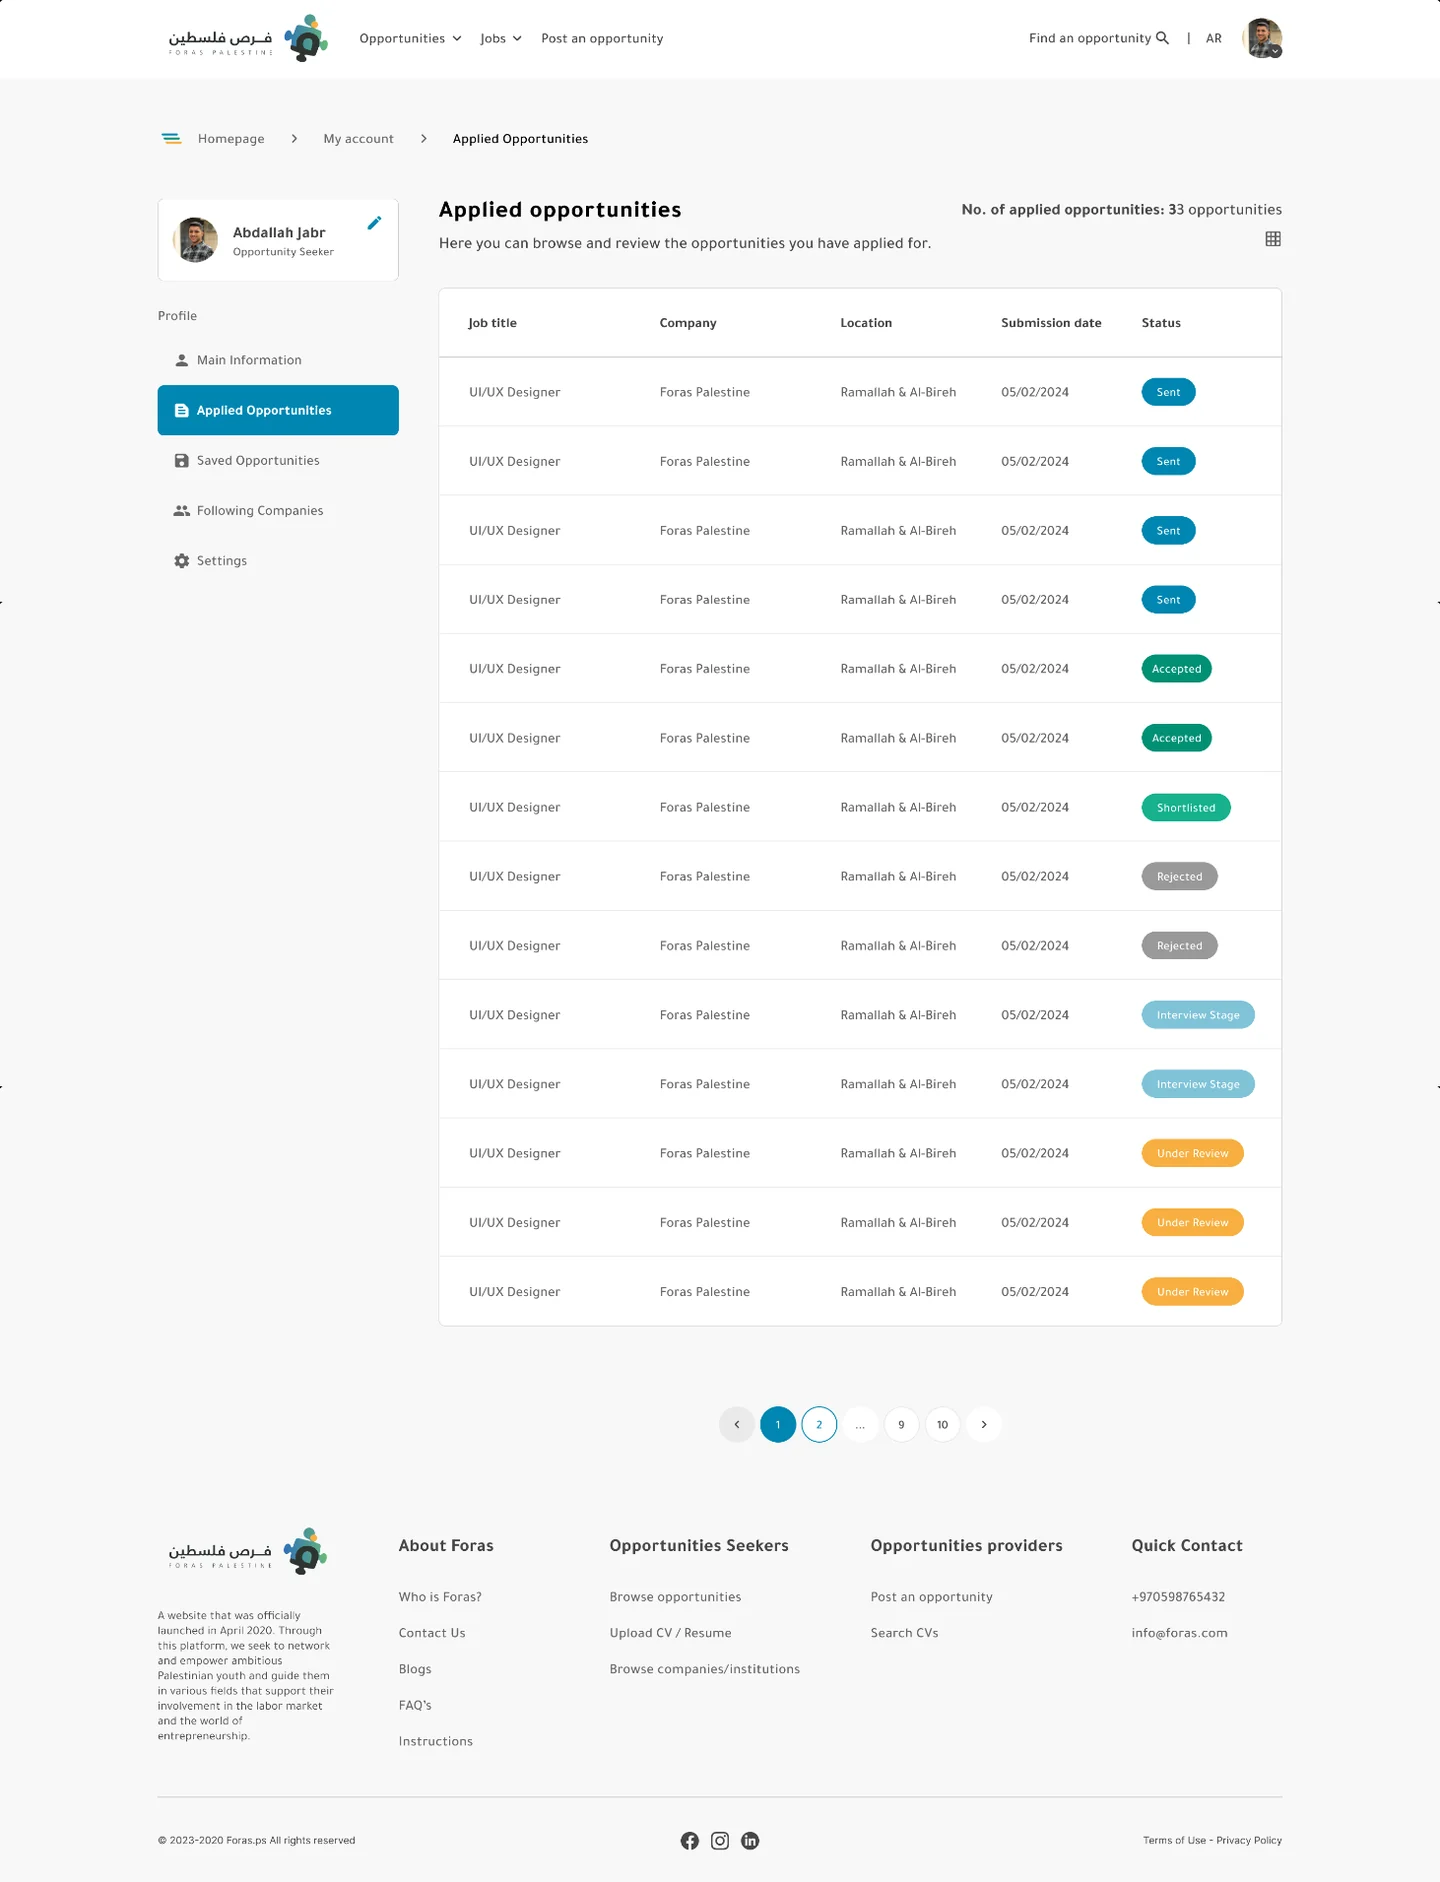 فـــرص فلسطين
FORAS PALESTINE
Opportunities
Jobs
Post an opportunity
Find an opportunity
|
AR
Homepage > My account > Applied Opportunities
Abdallah Jabr
Opportunity Seeker
Profile
Main Information
Applied Opportunities
Saved Opportunities
Following Companies
Settings
Applied opportunities
No. of applied opportunities: 33 opportunities
Here you can browse and review the opportunities you have applied for.
Job title Company Location Submission date Status
UI/UX Designer Foras Palestine Ramallah & Al-Bireh 05/02/2024 Sent
UI/UX Designer Foras Palestine Ramallah & Al-Bireh 05/02/2024 Sent
UI/UX Designer Foras Palestine Ramallah & Al-Bireh 05/02/2024 Sent
UI/UX Designer Foras Palestine Ramallah & Al-Bireh 05/02/2024 Sent
UI/UX Designer Foras Palestine Ramallah & Al-Bireh 05/02/2024 Accepted
UI/UX Designer Foras Palestine Ramallah & Al-Bireh 05/02/2024 Accepted
UI/UX Designer Foras Palestine Ramallah & Al-Bireh 05/02/2024 Shortlisted
UI/UX Designer Foras Palestine Ramallah & Al-Bireh 05/02/2024 Rejected
UI/UX Designer Foras Palestine Ramallah & Al-Bireh 05/02/2024 Rejected
UI/UX Designer Foras Palestine Ramallah & Al-Bireh 05/02/2024 Interview Stage
UI/UX Designer Foras Palestine Ramallah & Al-Bireh 05/02/2024 Interview Stage
UI/UX Designer Foras Palestine Ramallah & Al-Bireh 05/02/2024 Under Review
UI/UX Designer Foras Palestine Ramallah & Al-Bireh 05/02/2024 Under Review
UI/UX Designer Foras Palestine Ramallah & Al-Bireh 05/02/2024 Under Review
< 1 2 ... 9 10 >
فـــرص فلسطين
FORAS PALESTINE
A website that was officially
launched in April 2020. Through
this platform, we seek to network
and empower ambitious
Palestinian youth and guide them
in various fields that support their
involvement in the labor market
and the world of
entrepreneurship.
About Foras
Who is Foras?
Contact Us
Blogs
FAQ's
Instructions
Opportunities Seekers
Browse opportunities
Upload CV / Resume
Browse companies/institutions
Opportunities providers
Post an opportunity
Search CVs
Quick Contact
+970598765432
info@foras.com
© 2023-2020 Foras.ps All rights reserved
Terms of Use - Privacy Policy